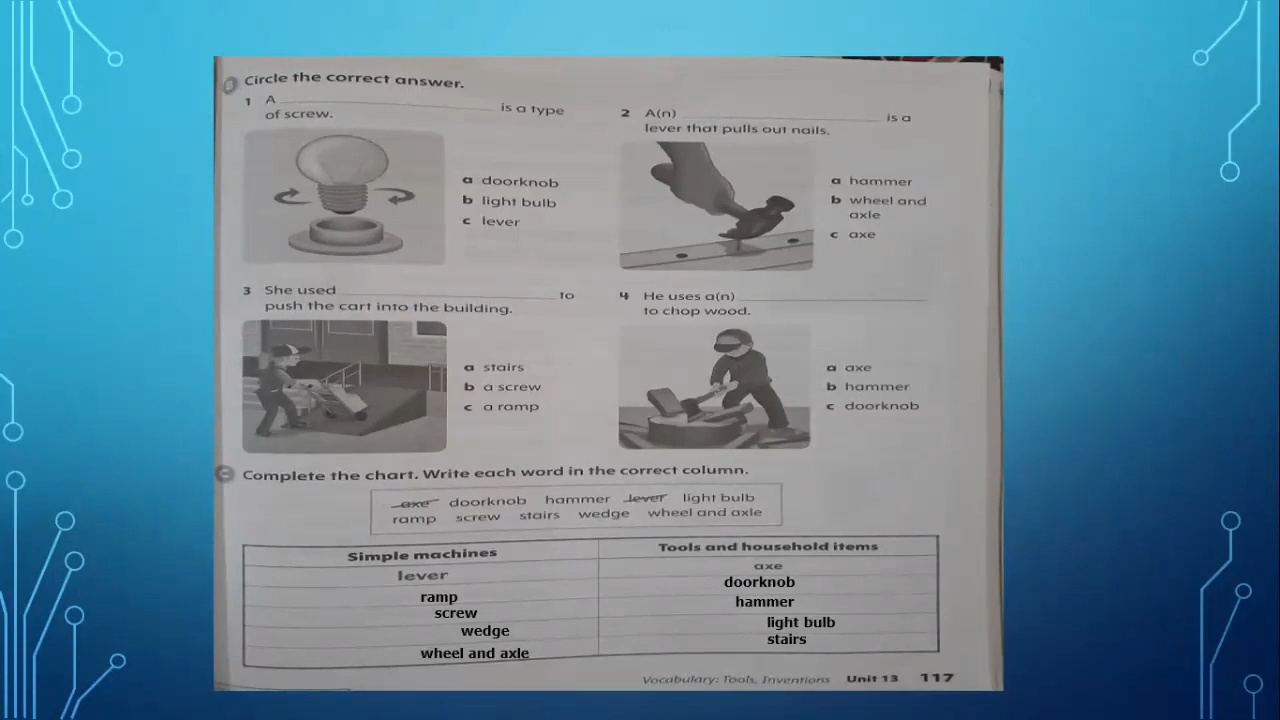 B Circle the correct answer.
1 A ______ is a type
of screw.
a doorknob
b light bulb
c lever
2 A(n) ______ is a
lever that pulls out nails.
a hammer
b wheel and
axle
c axe
3 She used ______ to
push the cart into the building.
a stairs
b a screw
c a ramp
4 He uses a(n) ______
to chop wood.
a axe
b hammer
c doorknob
C Complete the chart. Write each word in the correct column.
axe doorknob hammer lever light bulb
ramp screw stairs wedge wheel and axle
Simple machines
lever
ramp
screw
wedge
wheel and axle
Tools and household items
axe
doorknob
hammer
light bulb
stairs
Vocabulary: Tools, Inventions Unit 13 117